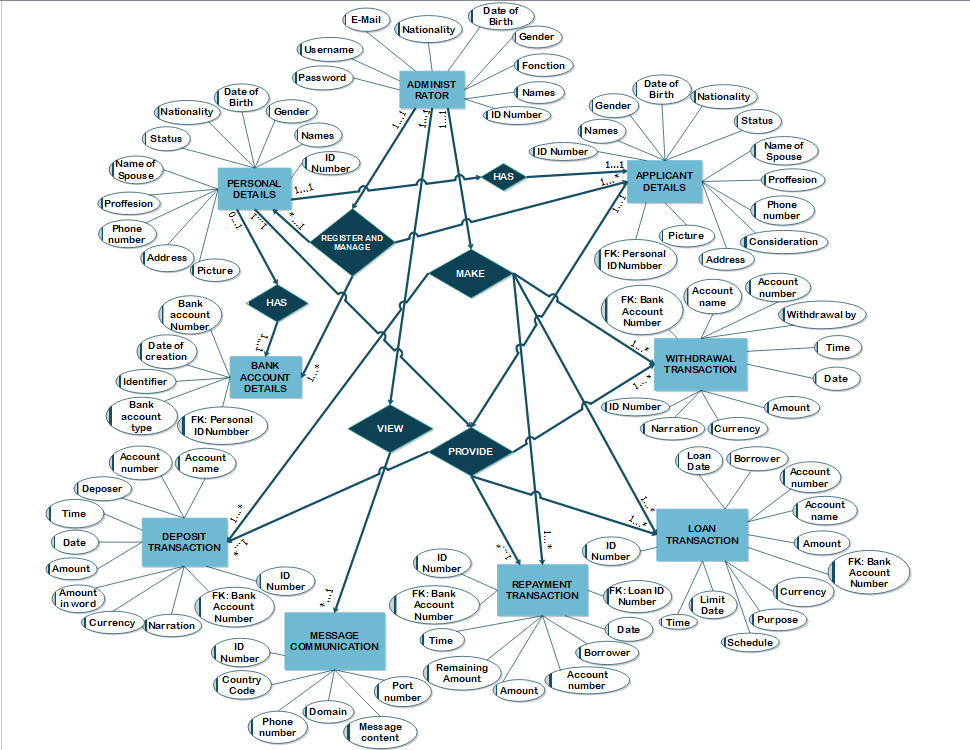 E-Mail
Nationality
Date of
Birth
Gender
Username
Fonction
Password
ADMINIST
RATOR
Names
ID Number
1...1
1...1
1...1
Date of
Birth
Nationality
Gender
Status
Names
Name of
Spouse
ID
Number
PERSONAL
DETAILS
Proffesion
Phone
number
Address
Picture
1...1
0...1
1...1
*...1
HAS
REGISTER AND
MANAGE
MAKE
Date of
Birth
Gender
Nationality
Names
Status
ID Number
Name of
Spouse
APPLICANT
DETAILS
1...1
1...*
1...1
Proffesion
Phone
number
Picture
Consideration
FK: Personal
IDNumbber
Address
HAS
1...1
Bank
account
Number
Date of
creation
Identifier
BANK
ACCOUNT
DETAILS
1...*
Bank
account
type
FK: Personal
IDNumbber
FK: Bank
Account
Number
Account
name
Account
number
Withdrawal by
1...*
Time
WITHDRAWAL
TRANSACTION
1...*
Date
ID Number
Amount
Narration
Currency
VIEW
PROVIDE
Account
number
Account
name
Deposer
Time
1...*
Date
DEPOSIT
TRANSACTION
*...1
Amount
Amount
in word
ID
Number
FK: Bank
Account
Number
Currency
Narration
Loan
Date
Borrower
Account
number
1...*
Account
name
1...*
LOAN
TRANSACTION
Amount
ID
Number
FK: Bank
Account
Number
Currency
Limit
Date
Time
Purpose
Schedule
*...1
1...*
ID
Number
REPAYMENT
TRANSACTION
FK: Loan ID
Number
FK: Bank
Account
Number
Date
Time
Borrower
Remaining
Amount
Account
number
Amount
*...1
MESSAGE
COMMUNICATION
ID
Number
Country
Code
Port
number
Domain
Phone
number
Message
content